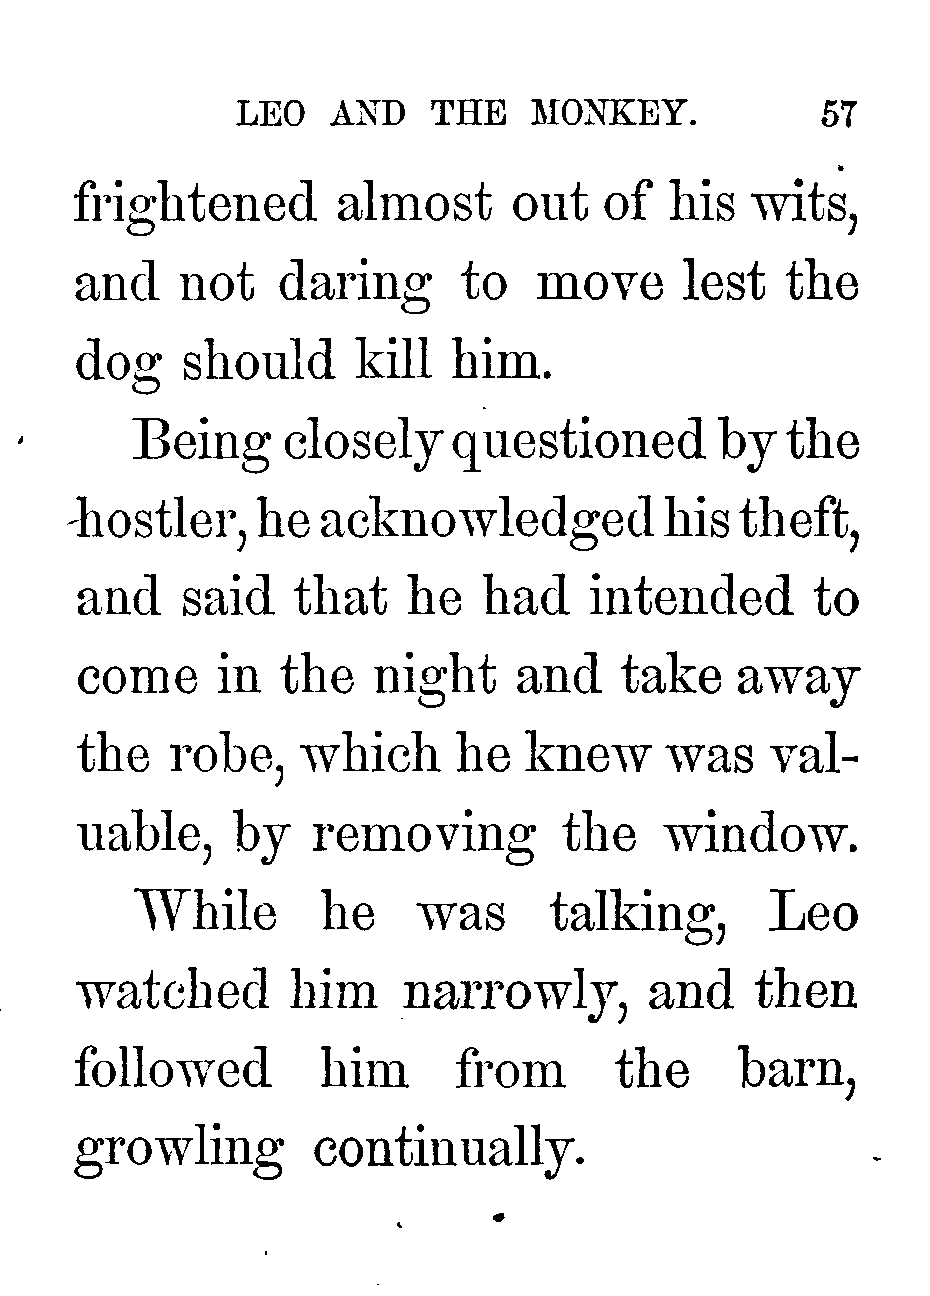 LEO AND THE MONKEY. 57
frightened almost out of his wits,
and not daring to move lest the
dog should kill him.
Being closely questioned by the
hostler, he acknowledged his theft,
and said that he had intended to
come in the night and take away
the robe, which he knew was val-
uable, by removing the window.
While he was talking, Leo
watched him narrowly, and then
followed him from the barn,
growling continually.